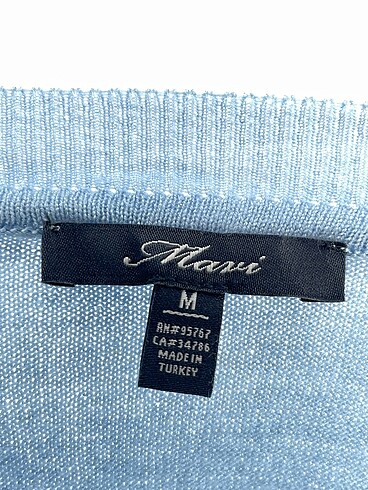 Mavi
M
RN#95767
CA#34786
MADE IN
TURKEY